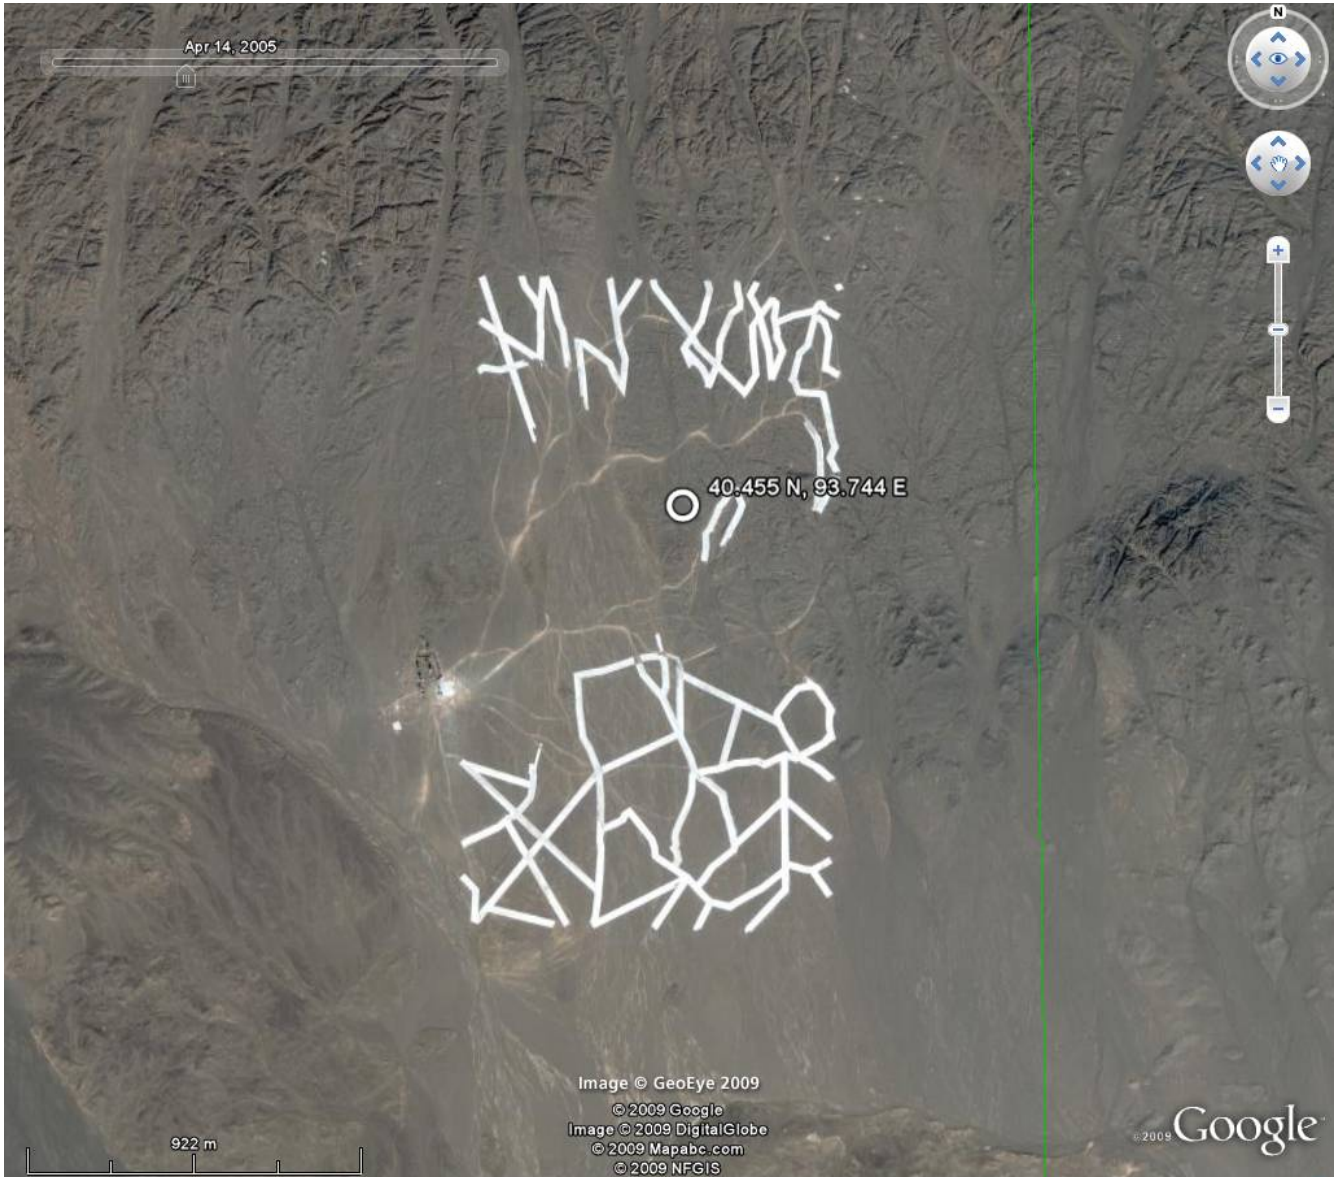 N
Apr 14, 2005
40.455 N, 93.744 E
Image © GeoEye 2009
© 2009 Google
Image © 2009 DigitalGlobe
© 2009 Mapabc.com
© 2009 NFGIS
©2009 Google
922 m